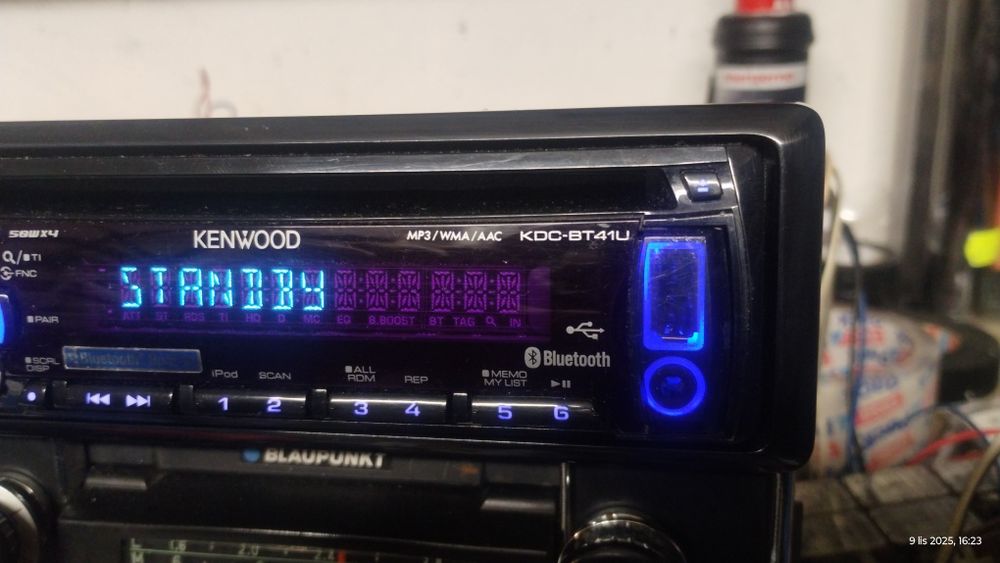 50WX4
KENWOOD
MP3/WMA/AAC KDC-BT41U
TI
FNC
STANDBY
ATT ST RDS TI HD D MC EQ B.BOOST BT TAG IN
PAIR
Bluetooth
Bluetooth
SCRL
DISP
iPod SCAN
ALL
RDM
REP
MEMO
MY LIST
1 2 3 4 5 6
BLAUPUNKT
9 lis 2025, 16:23